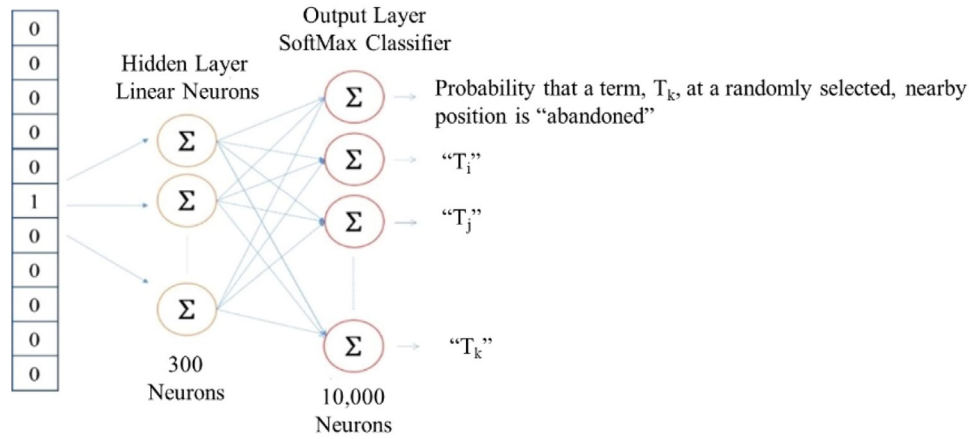 0
0
0
0
0
1
0
0
0
0
0
Hidden Layer
Linear Neurons
Σ
Σ
Σ
300
Neurons
Output Layer
SoftMax Classifier
Σ
Σ
Σ
Σ
10,000
Neurons
Probability that a term, Tk, at a randomly selected, nearby
position is “abandoned”
“Ti”
“Tj”
“Tk”